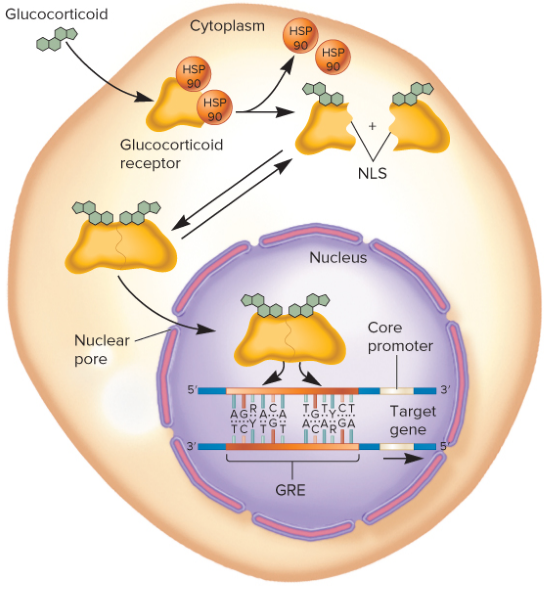 Glucocorticoid
Cytoplasm
HSP
90
HSP
90
HSP
90
HSP
90
Glucocorticoid
receptor
+
NLS
Nucleus
Nuclear
pore
Core
promoter
5′
3′
A G R A C A T G T Y C T
T C Y T G T A C A R G A
Target
gene
3′
5′
GRE